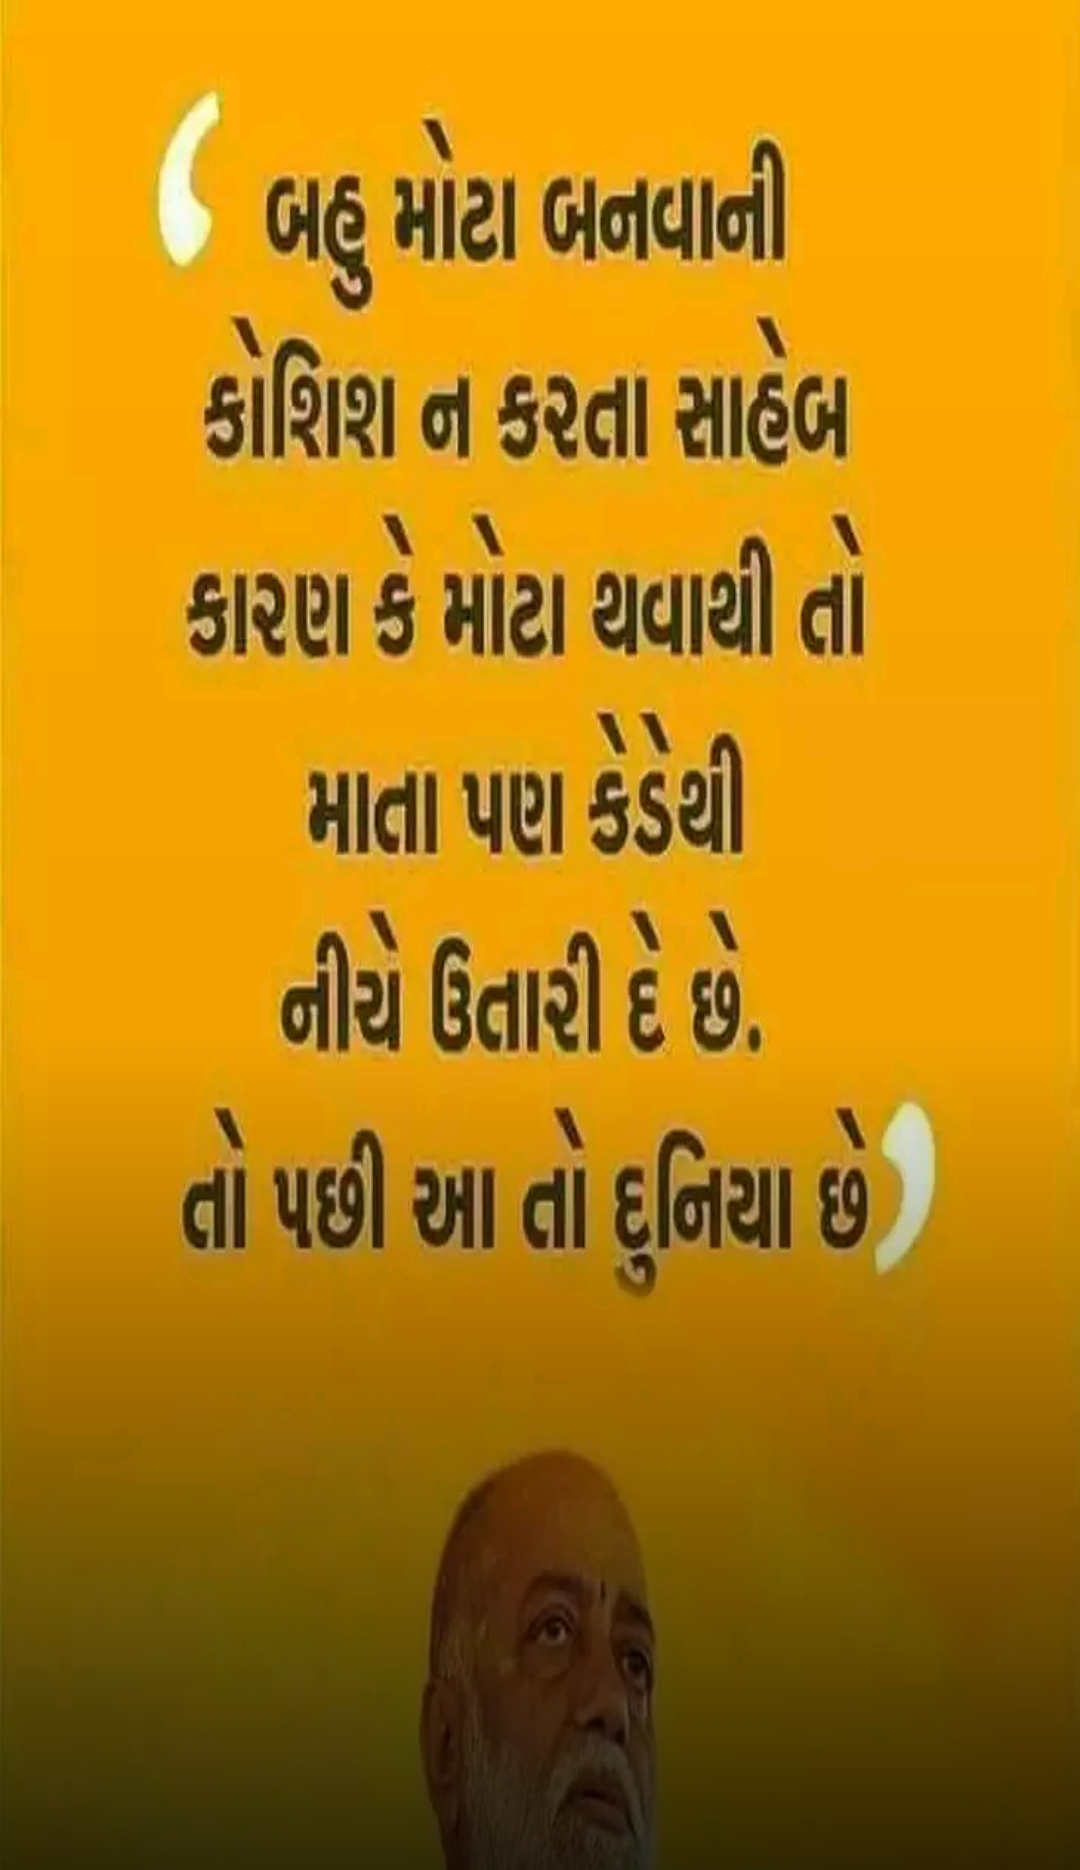 બહુ મોટા બનવાની
કોશિશ ન કરતા સાહેબ
કારણ કે મોટા થવાથી તો
માતા પણ કેડેથી
નીચે ઉતારી દે છે.
તો પછી આ તો દુનિયા છે